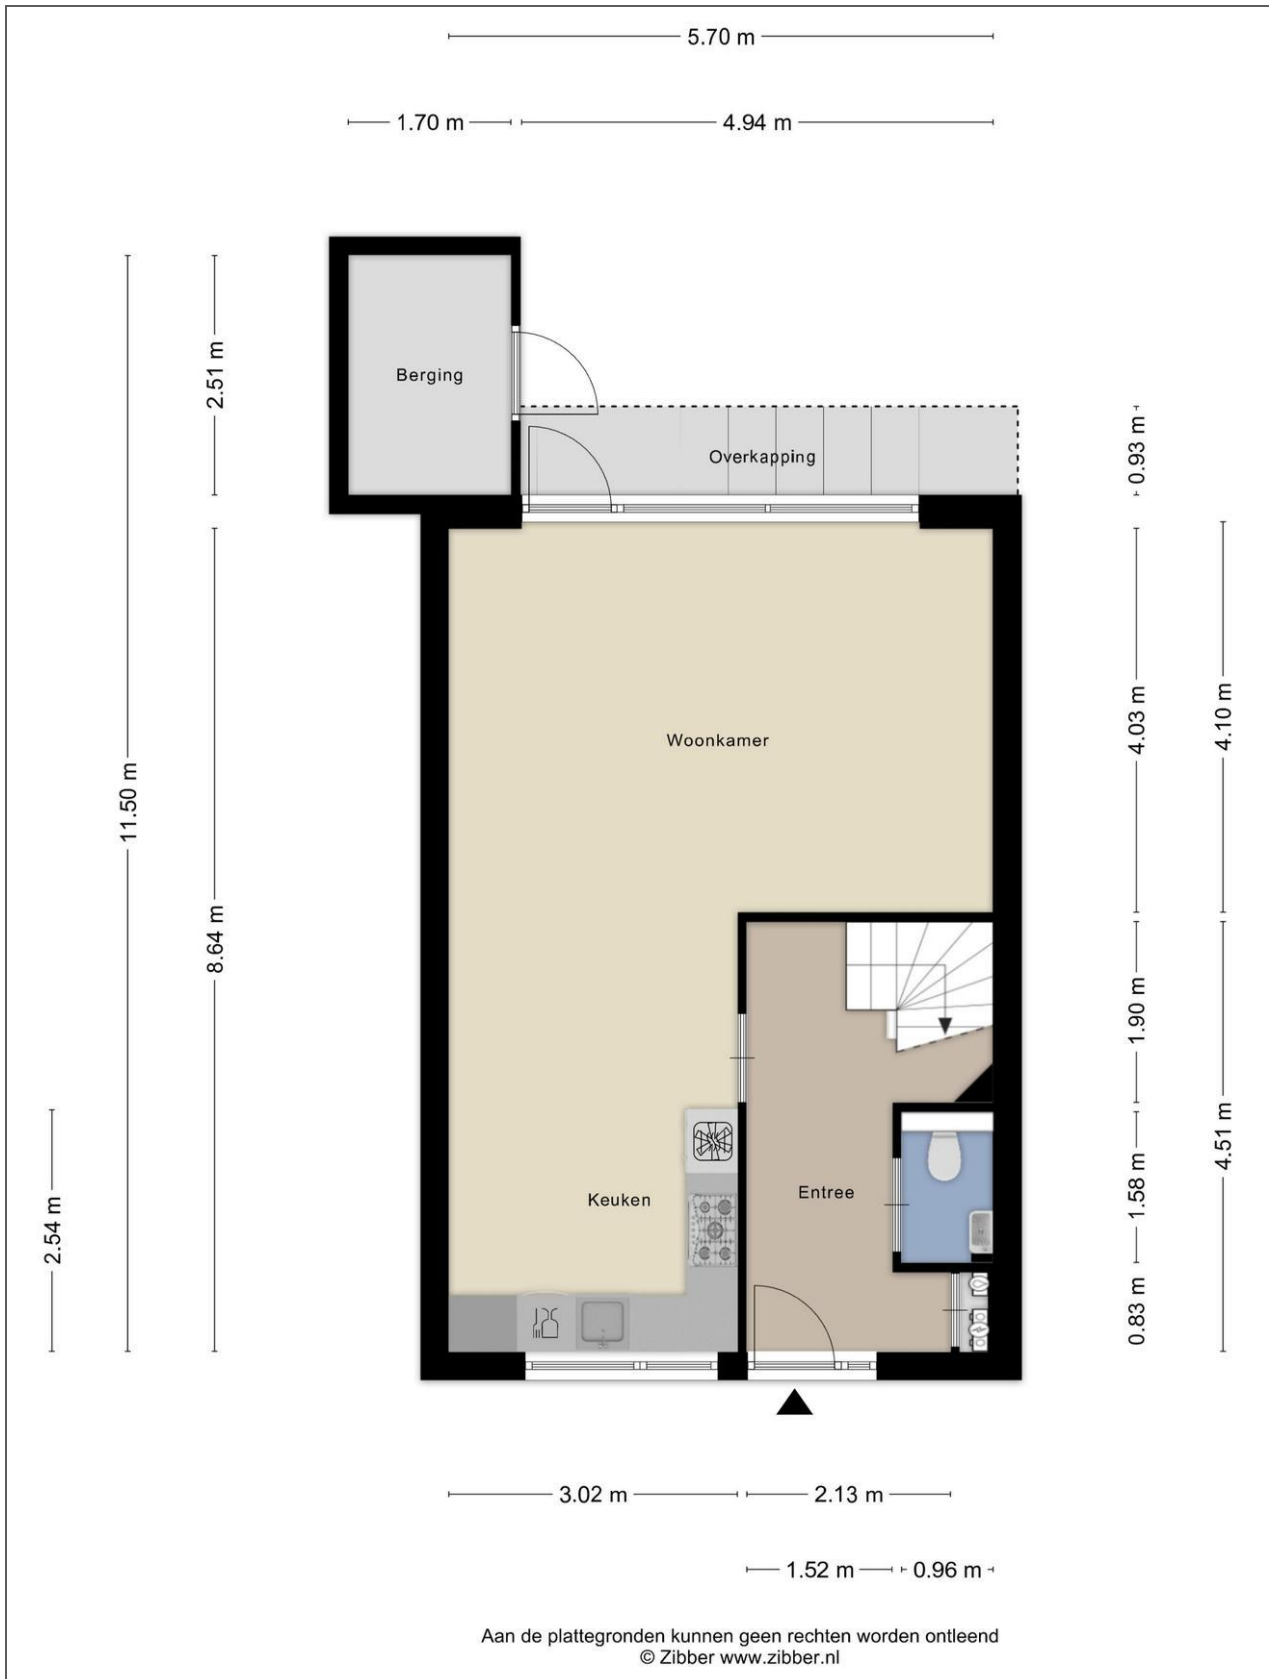 5.70 m
1.70 m
4.94 m
Berging
2.51 m
Overkapping
0.93 m
Woonkamer
4.03 m
4.10 m
11.50 m
8.64 m
1.90 m
4.51 m
2.54 m
Keuken
Entree
1.58 m
0.83 m
3.02 m
2.13 m
1.52 m
0.96 m
Aan de plattegronden kunnen geen rechten worden ontleend
© Zibber www.zibber.nl